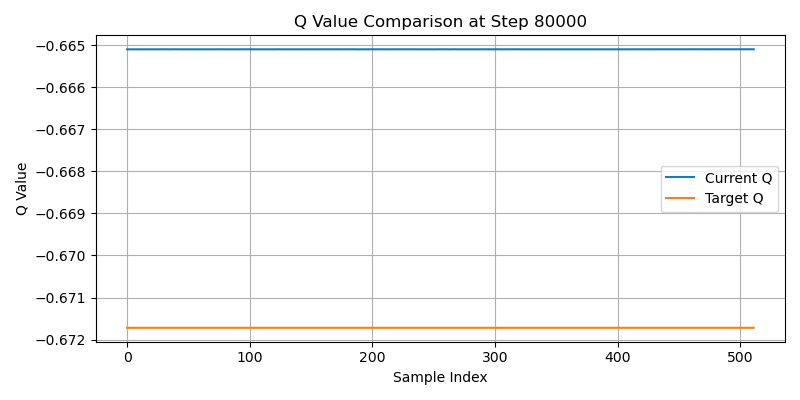 Q Value Comparison at Step 80000
−0.665
−0.666
−0.667
−0.668
−0.669
−0.670
−0.671
−0.672
Q Value
Current Q
Target Q
0
100
200
300
400
500
Sample Index